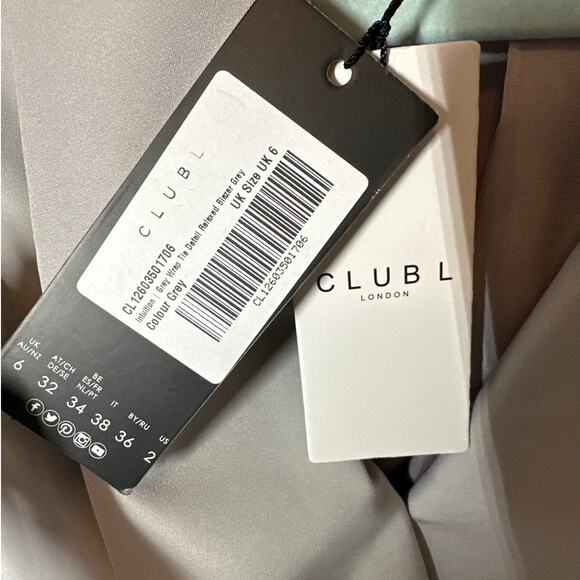 CLUB L
CL12603501706
Intuition | Grey Wrap Tie Detail Relaxed Blazer Grey
Colour Grey
UK Size UK 6
CL12603501706
UK AU/NZ 6
AT/CH DE/SE 32
BE ES/FR NL/PT 34
IT 38
BY/RU 36
US 2
CLUB L
LONDON